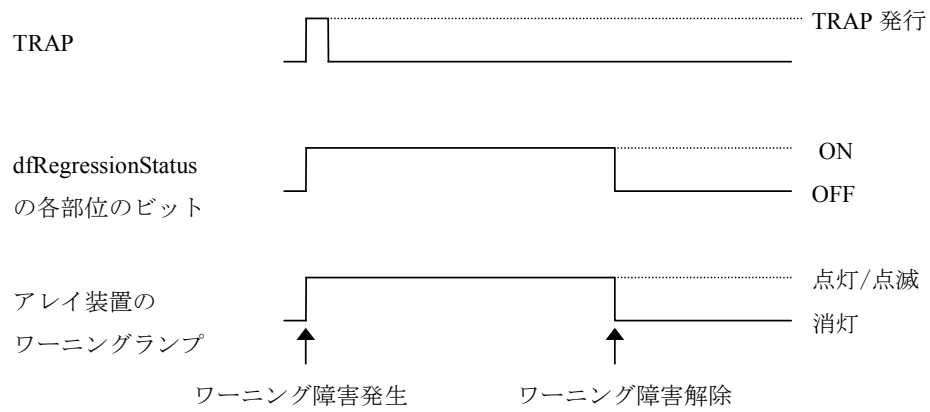 TRAP
TRAP 発行
dfRegressionStatus
の各部位のビット
ON
OFF
アレイ装置の
ワーニングランプ
点灯/点滅
消灯
ワーニング障害発生
ワーニング障害解除